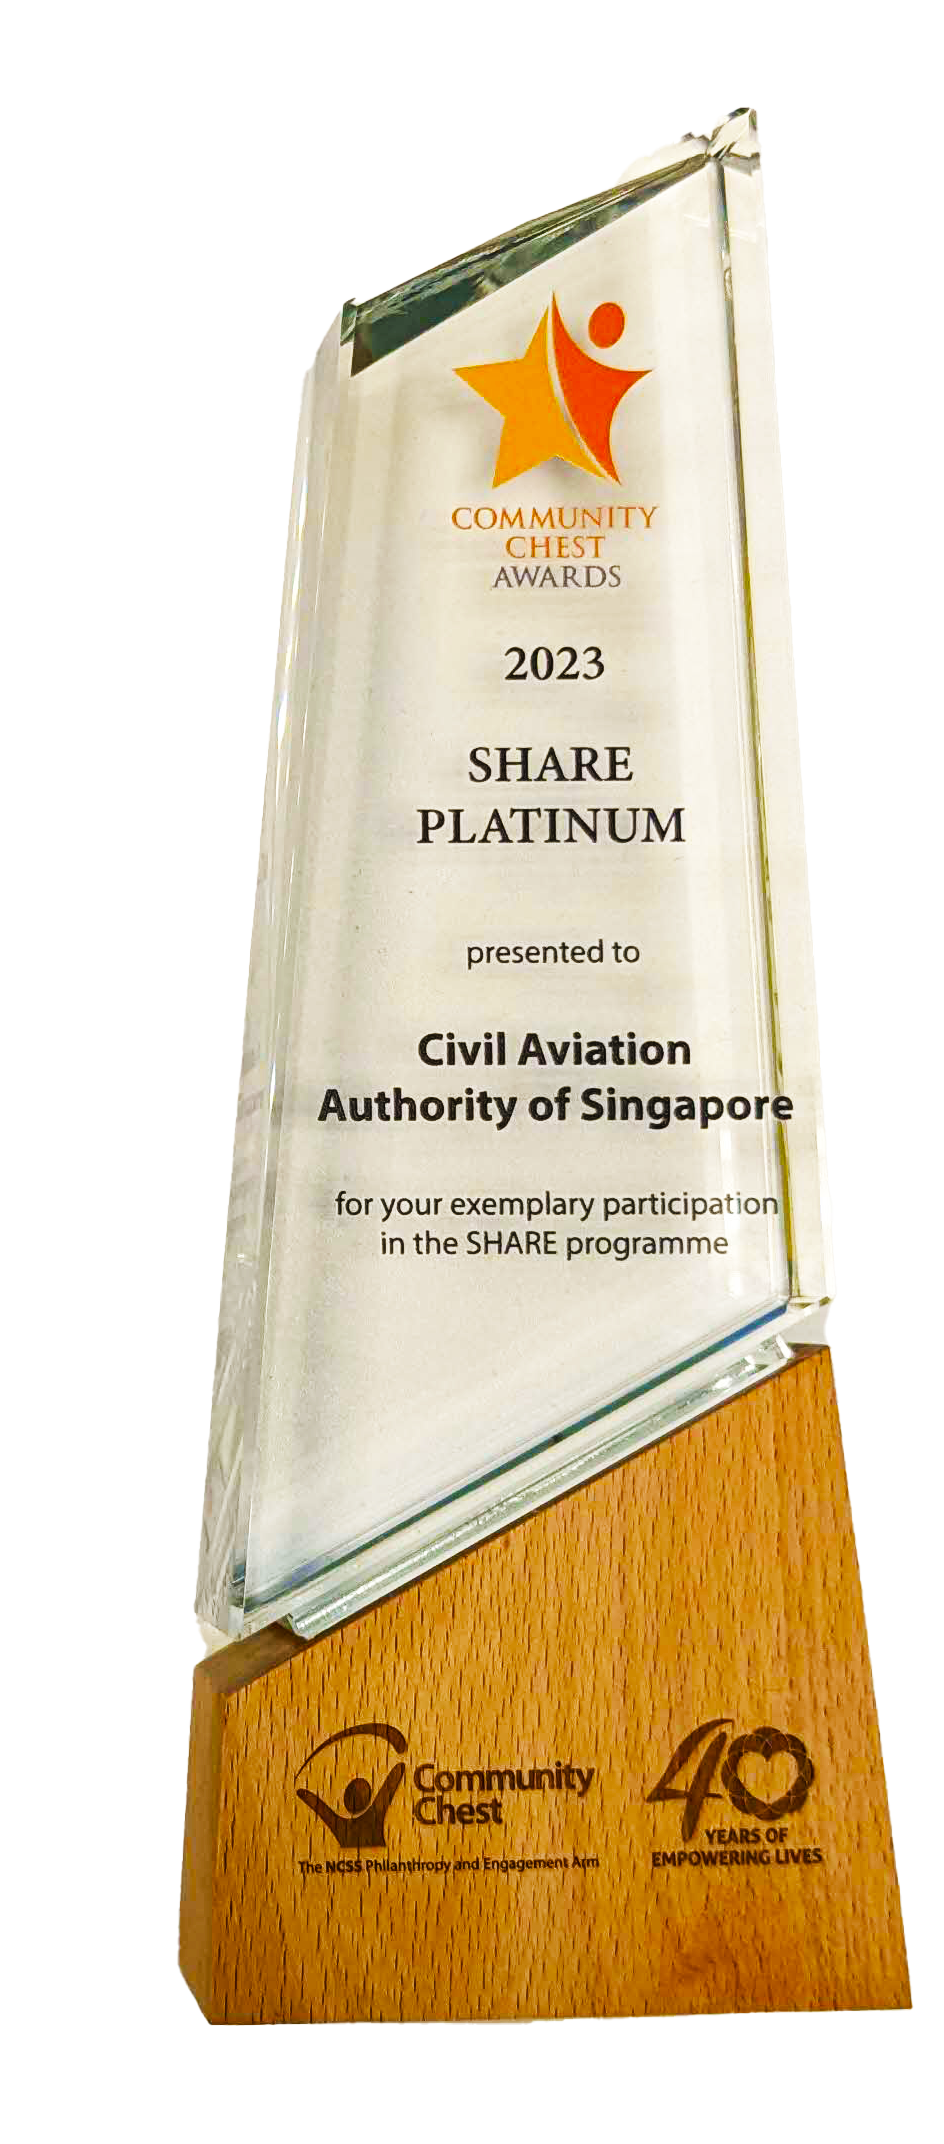 COMMUNITY
CHEST
AWARDS
2023
SHARE
PLATINUM
presented to
Civil Aviation
Authority of Singapore
for your exemplary participation
in the SHARE programme
Community
Chest
The NCSS Philanthropy and Engagement Arm
40
YEARS OF
EMPOWERING LIVES